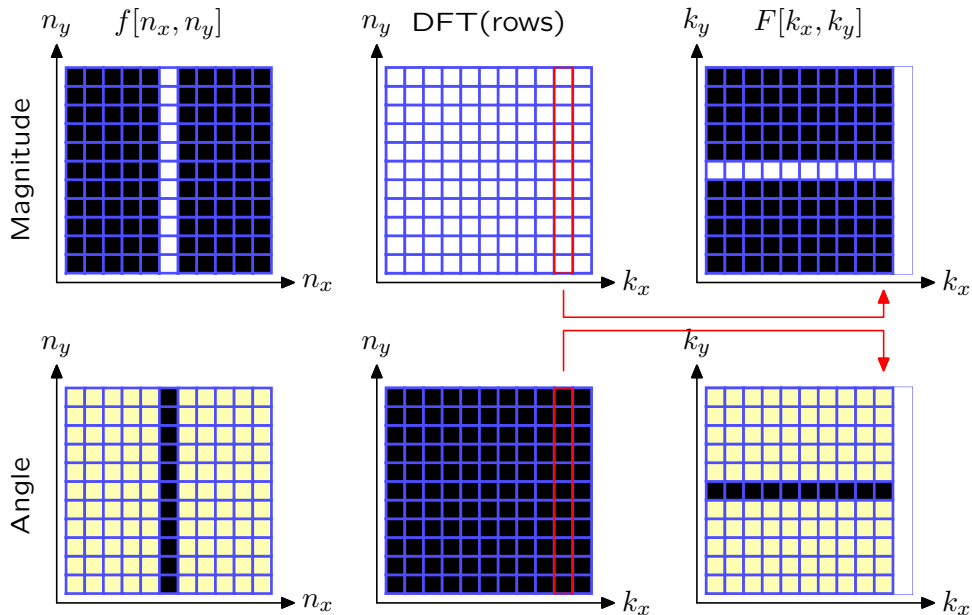 n_y f[n_x, n_y] n_y DFT(rows) k_y F[k_x, k_y]
Magnitude
n_x k_x k_x
n_y n_y k_y
Angle
n_x k_x k_x